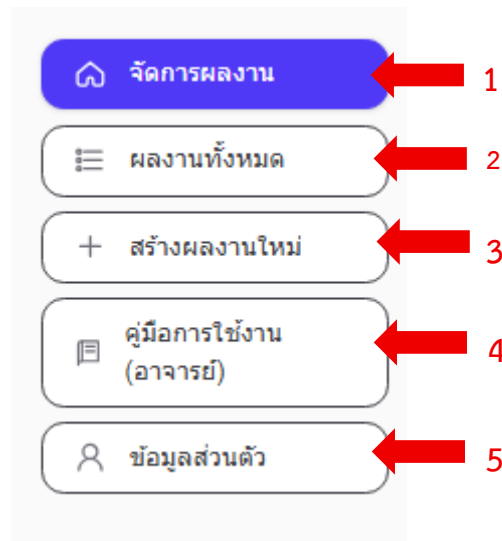 จัดการผลงาน
1
ผลงานทั้งหมด
2
สร้างผลงานใหม่
3
คู่มือการใช้งาน
(อาจารย์)
4
ข้อมูลส่วนตัว
5